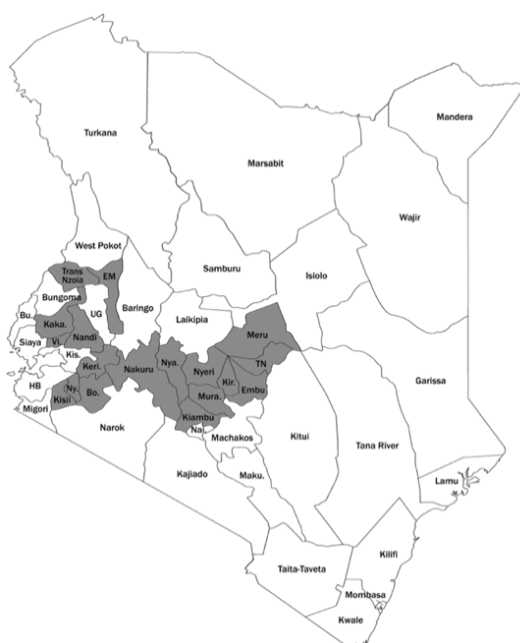 Turkana
Mandera
Marsabit
Wajir
West Pokot
Samburu
Isiolo
Trans
Nzoia
EM
Bungoma
Baringo
UG
Laikipia
Bu.
Kaka.
Meru
Siaya
Vi.
Nandi
Kis.
Nya.
TN
Keri.
Nakuru
Nyeri
Garissa
HB
Ny.
Kir.
Embu
Kisii
Bo.
Mura.
Migori
Kiambu
Narok
Nai.
Machakos
Kitui
Tana River
Kajiado
Maku.
Lamu
Kilifi
Taita-Taveta
Mombasa
Kwale